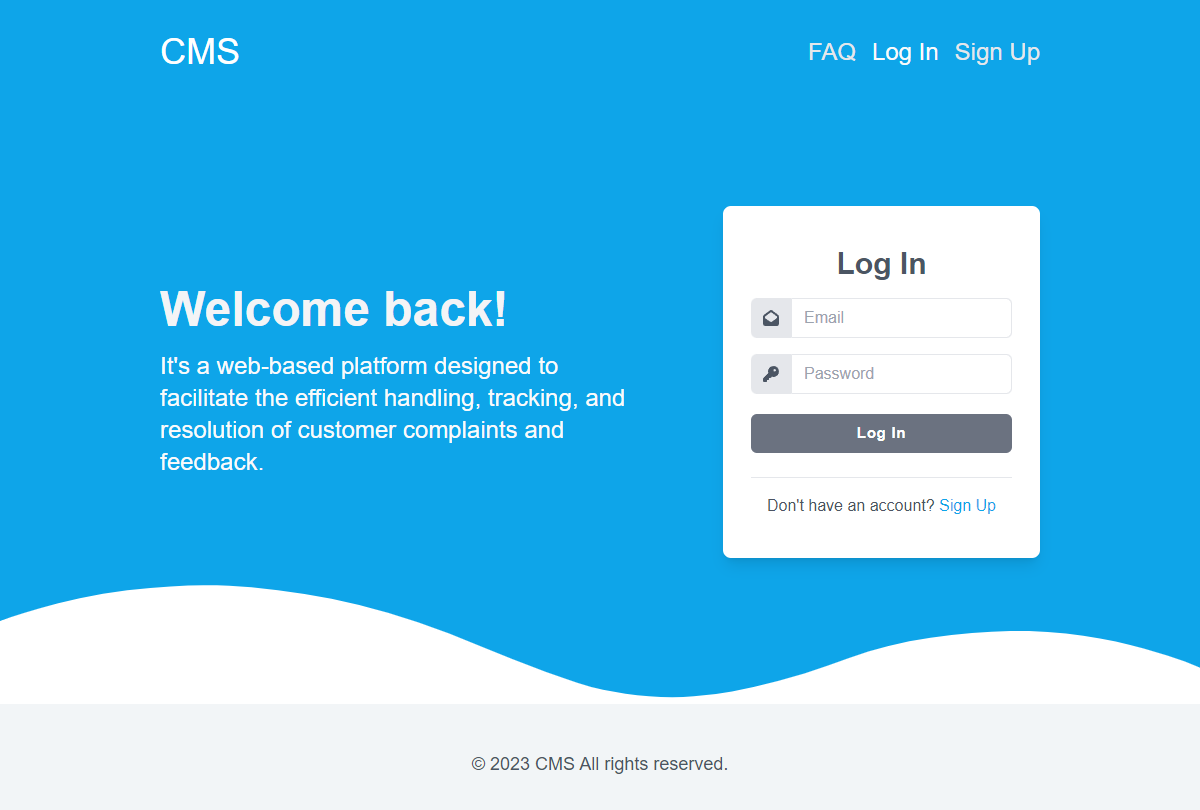 CMS
FAQ Log In Sign Up
Welcome back!
It's a web-based platform designed to
facilitate the efficient handling, tracking, and
resolution of customer complaints and
feedback.
Log In
Email
Password
Log In
Don't have an account? Sign Up
© 2023 CMS All rights reserved.